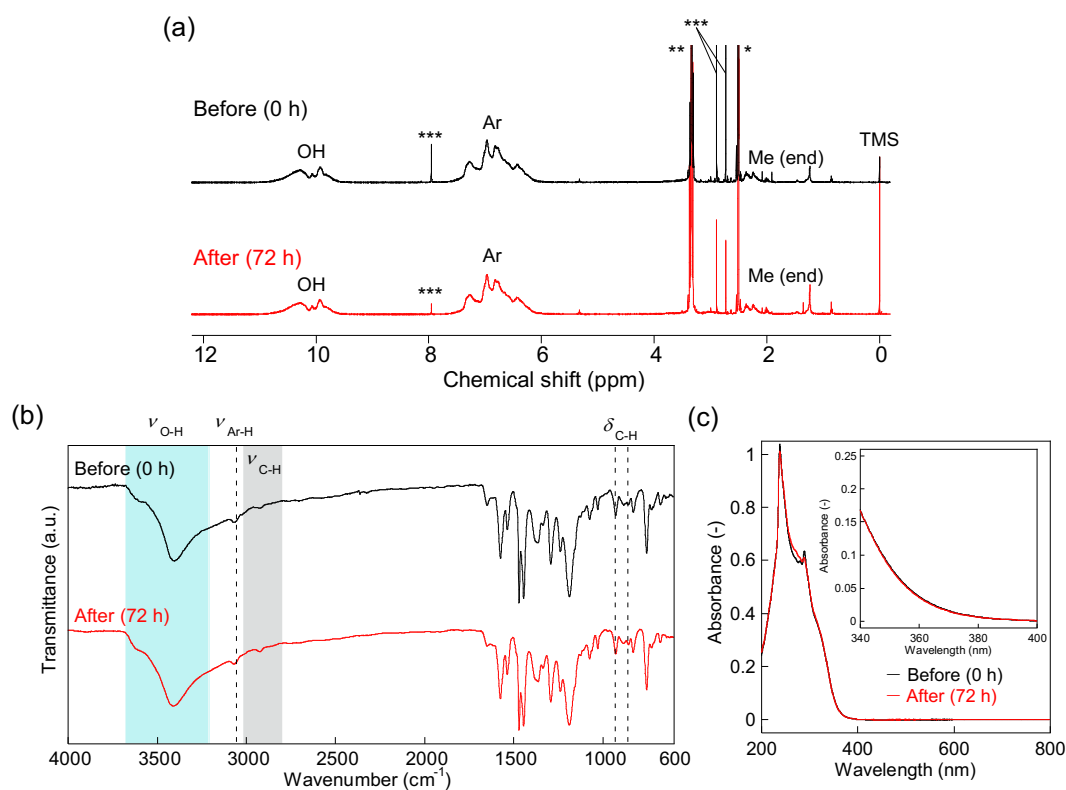 (a)
***
** *
Before (0 h)
OH
***
Ar
Me (end)
TMS
After (72 h)
OH
***
Ar
Me (end)
12 10 8 6 4 2 0
Chemical shift (ppm)
(b)
νO-H νAr-H δC-H
νC-H
Before (0 h)
After (72 h)
Transmittance (a.u.)
4000 3500 3000 2500 2000 1500 1000 600
Wavenumber (cm-1)
(c)
1
0.8
0.6
0.4
0.2
0
Absorbance (-)
0.25
0.20
0.15
0.10
0.05
0
Absorbance (-)
340 360 380 400
Wavelength (nm)
Before (0 h)
After (72 h)
200 400 600 800
Wavelength (nm)